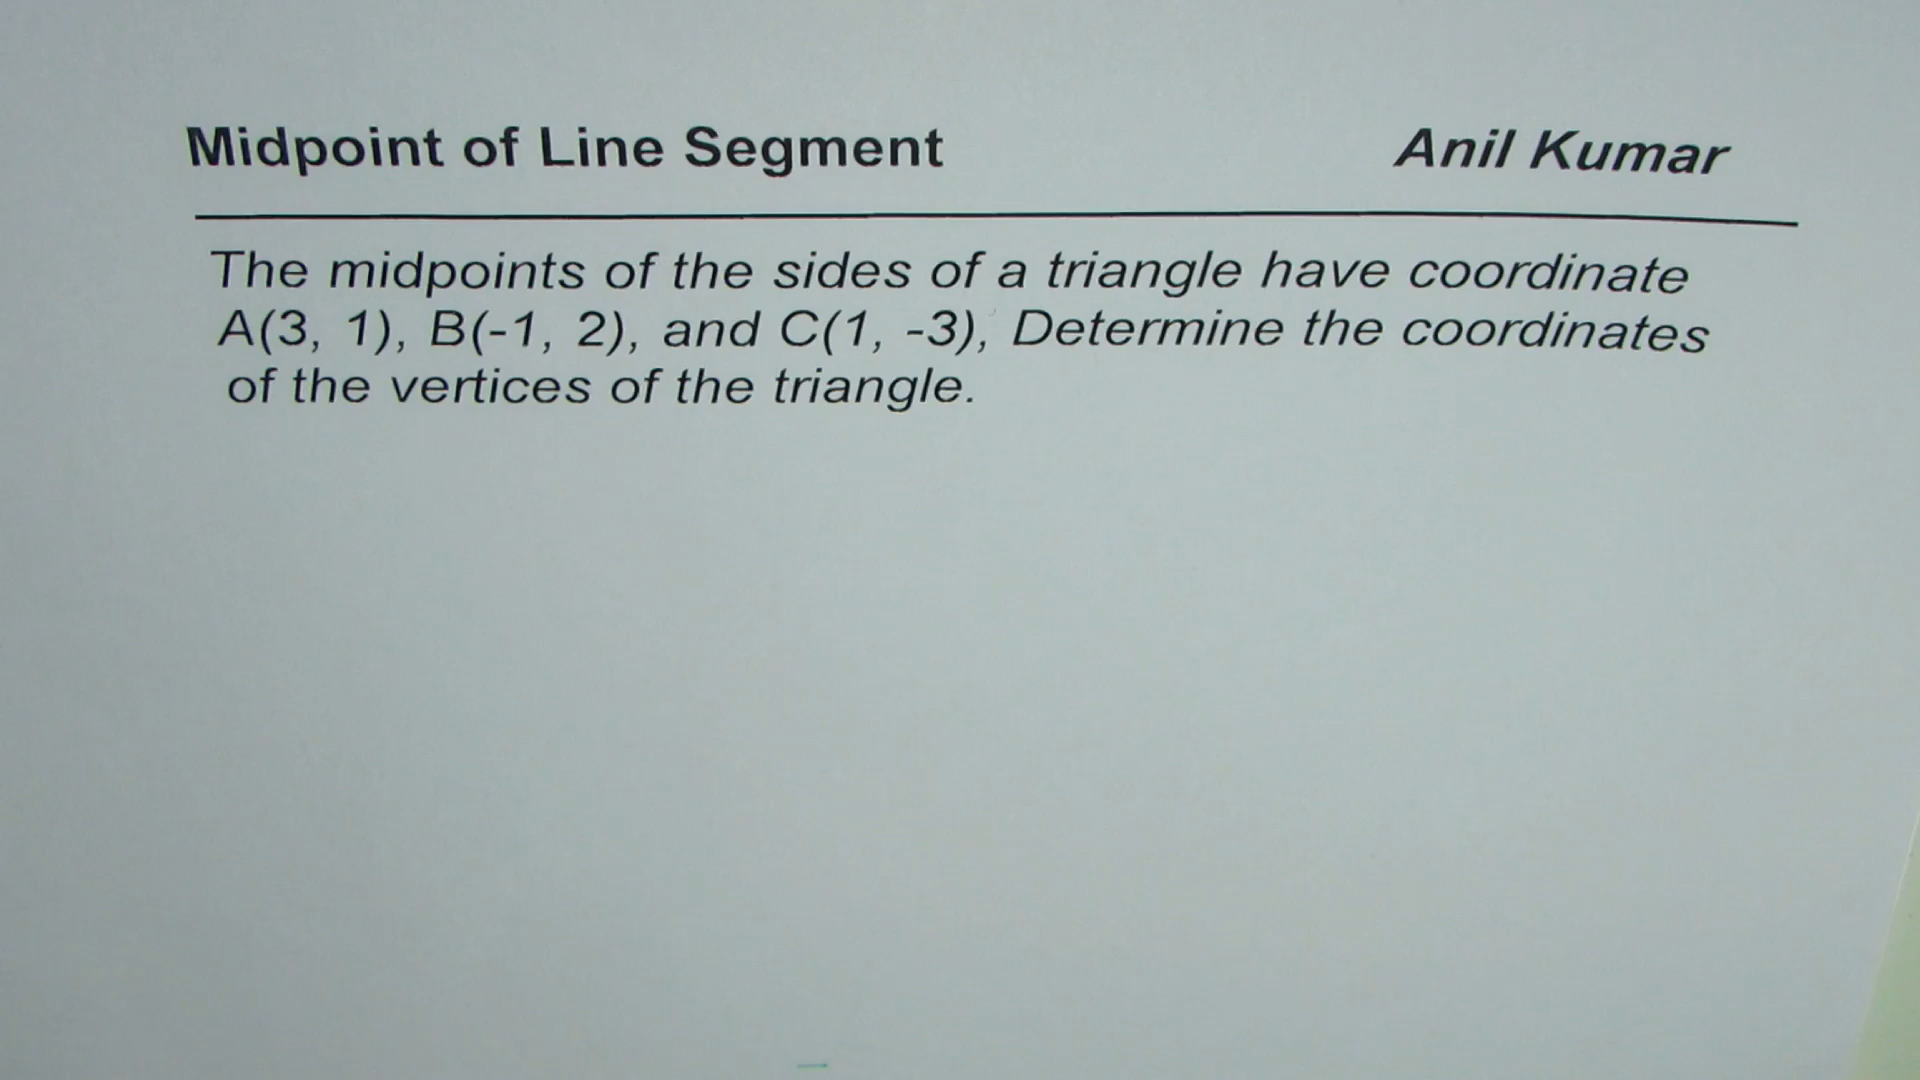 Midpoint of Line Segment Anil Kumar
The midpoints of the sides of a triangle have coordinate
A(3, 1), B(-1, 2), and C(1, -3), Determine the coordinates
of the vertices of the triangle.